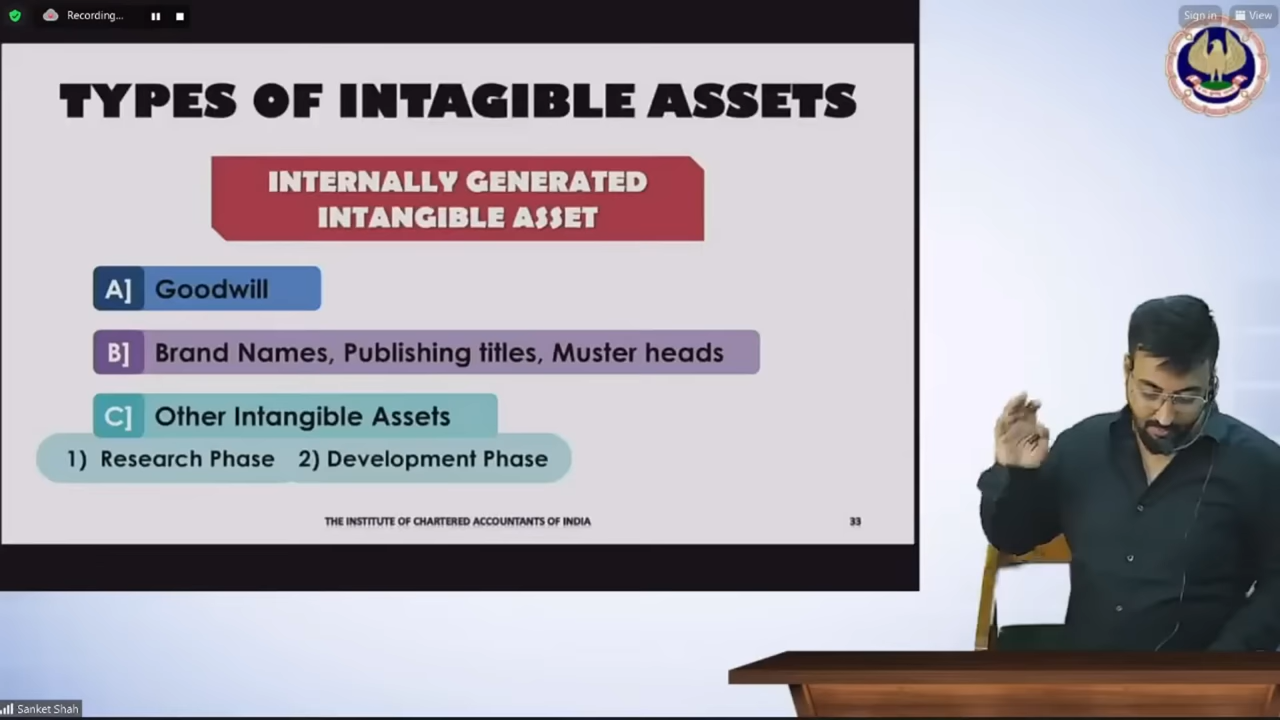 Recording...
Sign in
View
TYPES OF INTAGIBLE ASSETS
INTERNALLY GENERATED
INTANGIBLE ASSET
A] Goodwill
B] Brand Names, Publishing titles, Muster heads
C] Other Intangible Assets
1) Research Phase 2) Development Phase
THE INSTITUTE OF CHARTERED ACCOUNTANTS OF INDIA
33
Sanket Shah